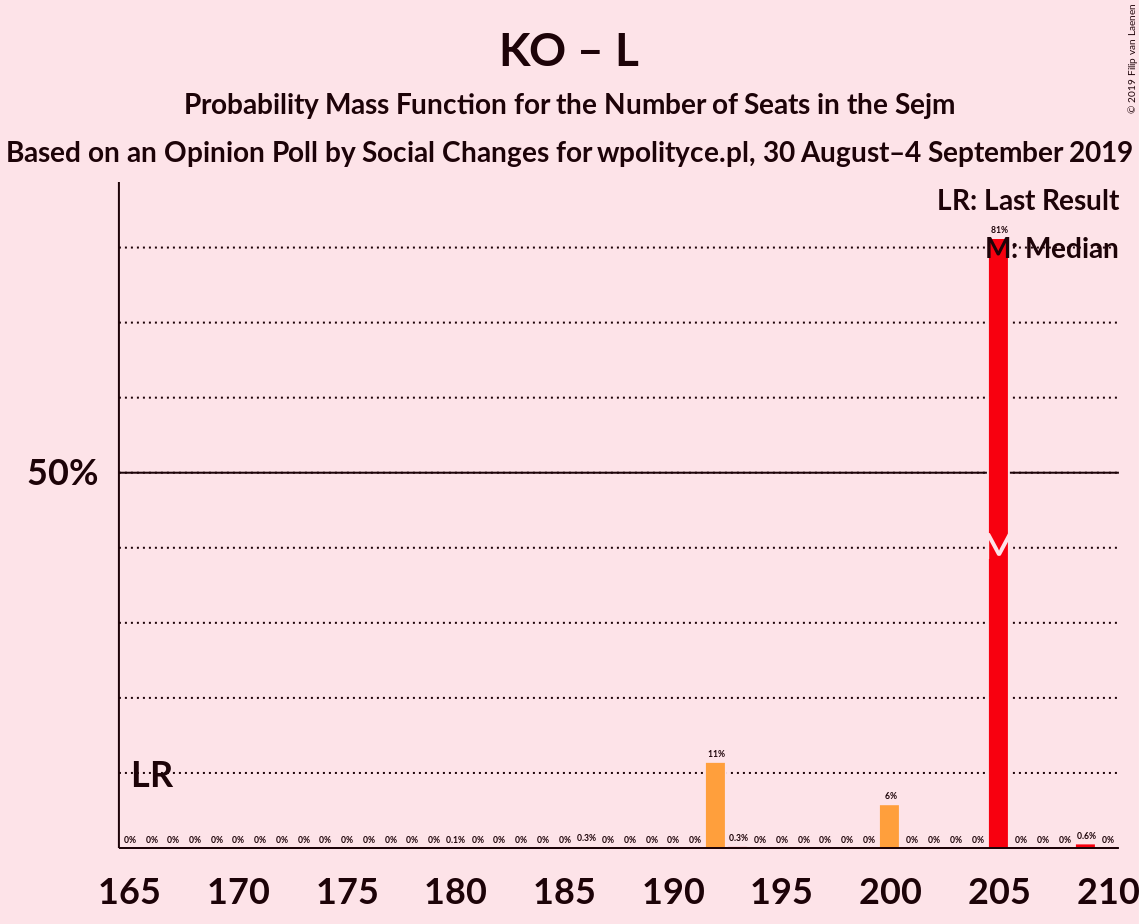 KO – L
Probability Mass Function for the Number of Seats in the Sejm
Based on an Opinion Poll by Social Changes for wpolityce.pl, 30 August–4 September 2019
© 2019 Filip van Laenen
LR: Last Result
M: Median
81%
50%
11%
6%
LR
0% 0% 0% 0% 0% 0% 0% 0% 0% 0% 0% 0% 0% 0% 0% 0.1% 0% 0% 0% 0% 0% 0.3% 0% 0% 0% 0% 0% 0.3% 0% 0% 0% 0% 0% 0% 0% 0% 0% 0% 0% 0% 0% 0.6% 0%
165 170 175 180 185 190 195 200 205 210